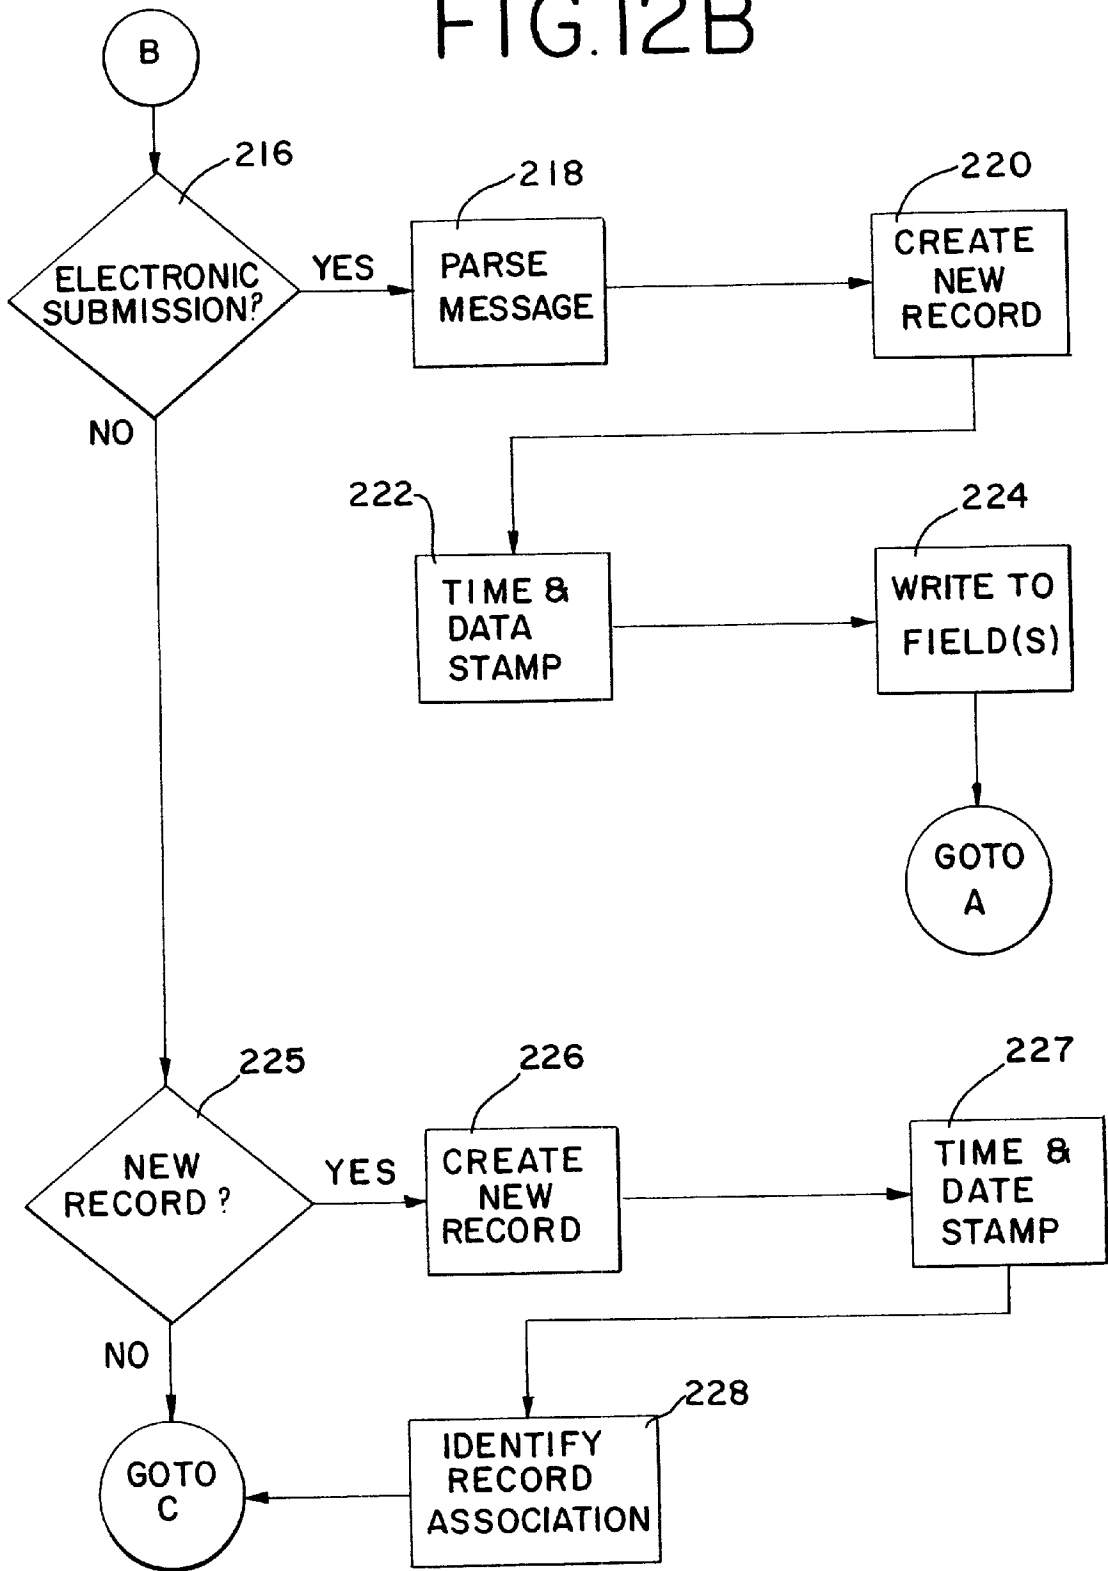 FIG.12B
B
216
ELECTRONIC
SUBMISSION?
YES
NO
218
PARSE
MESSAGE
220
CREATE
NEW
RECORD
222
TIME &
DATA
STAMP
224
WRITE TO
FIELD(S)
GOTO
A
225
NEW
RECORD?
YES
NO
226
CREATE
NEW
RECORD
227
TIME &
DATE
STAMP
228
IDENTIFY
RECORD
ASSOCIATION
GOTO
C